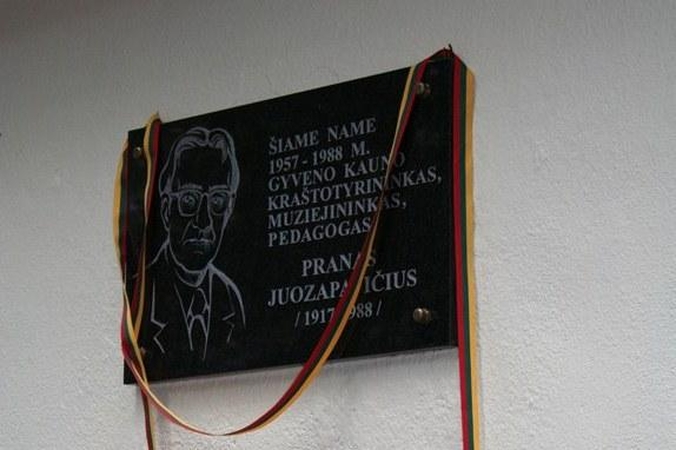 ŠIAME NAME
1957 - 1988 M.
GYVENO KAUNO
KRAŠTOTYRININKAS,
MUZIEJININKAS,
PEDAGOGAS
PRANAS
JUOZAPAVIČIUS
/ 1917-1988 /